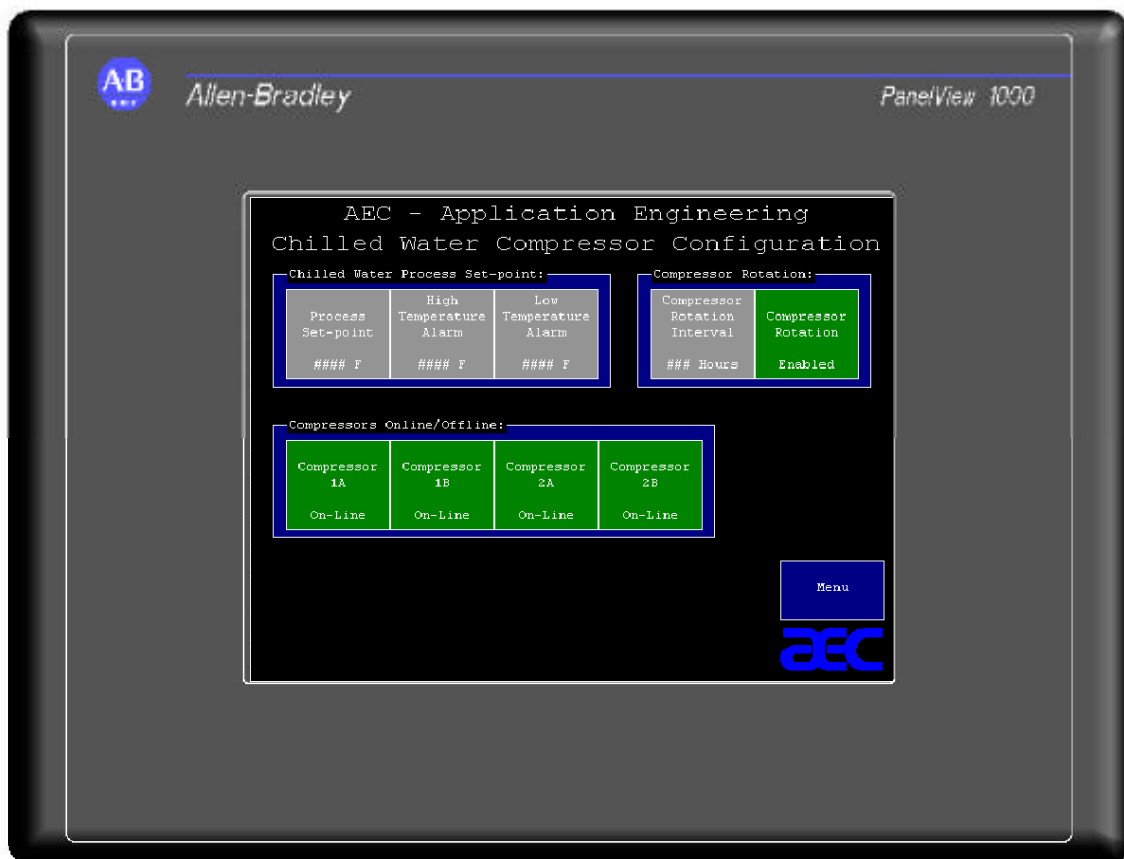 A·B
Allen-Bradley
PanelView 1000
AEC - Application Engineering
Chilled Water Compressor Configuration
Chilled Water Process Set-point:
Process
Set-point
#### F
High
Temperature
Alarm
#### F
Low
Temperature
Alarm
#### F
Compressor Rotation:
Compressor
Rotation
Interval
### Hours
Compressor
Rotation
Enabled
Compressors Online/Offline:
Compressor
1A
On-Line
Compressor
1B
On-Line
Compressor
2A
On-Line
Compressor
2B
On-Line
Menu
AEC